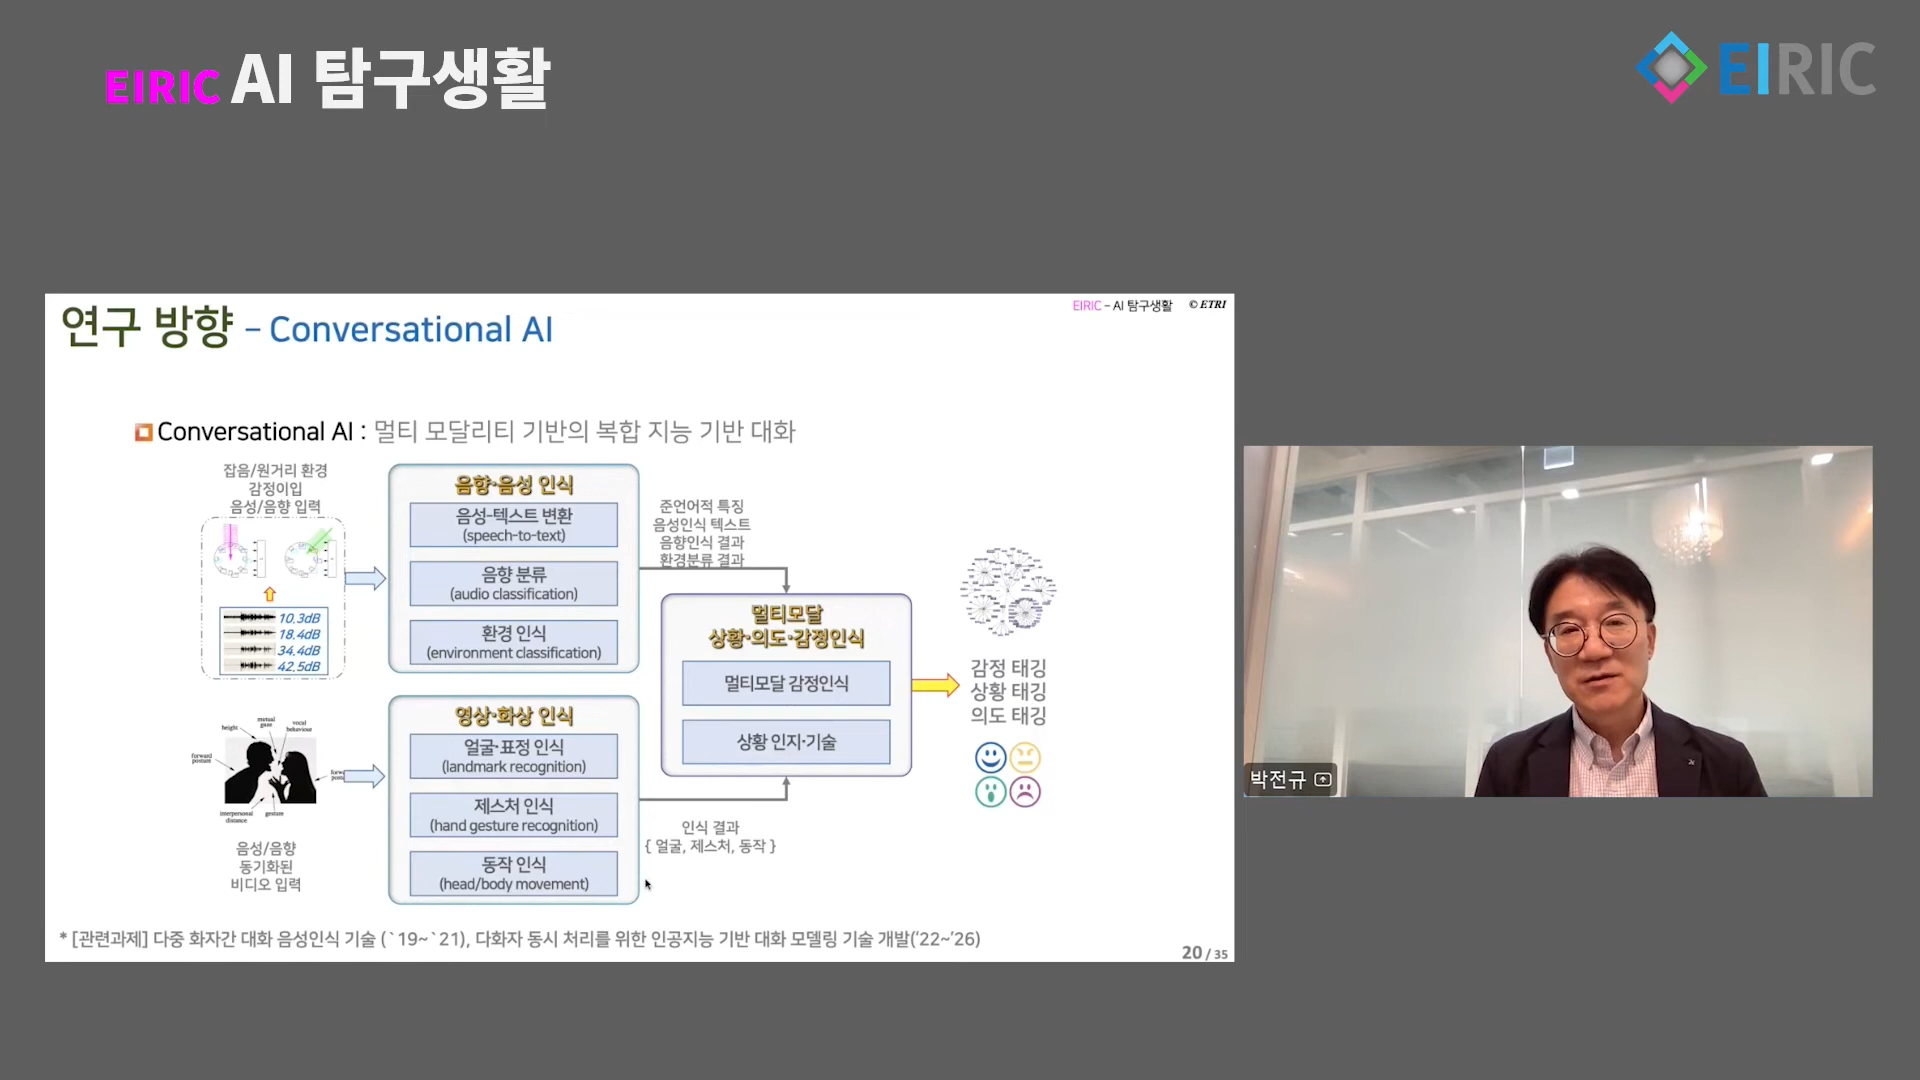 EIRIC AI 탐구생활
EIRIC
연구 방향 – Conversational AI
EIRIC – AI 탐구생활 © ETRI
Conversational AI : 멀티 모달리티 기반의 복합 지능 기반 대화
잡음/원거리 환경
감정이입
음성/음향 입력
10.3dB
18.4dB
34.4dB
42.5dB
음향·음성 인식
음성-텍스트 변환
(speech-to-text)
음향 분류
(audio classification)
환경 인식
(environment classification)
준언어적 특징
음성인식 텍스트
음향인식 결과
환경분류 결과
height
mutual
gaze
vocal
behaviour
forward
posture
interpersonal
distance
gesture
음성/음향
동기화된
비디오 입력
영상·화상 인식
얼굴·표정 인식
(landmark recognition)
제스처 인식
(hand gesture recognition)
동작 인식
(head/body movement)
인식 결과
{ 얼굴, 제스처, 동작 }
멀티모달
상황·의도·감정인식
멀티모달 감정인식
상황 인지·기술
감정 태깅
상황 태깅
의도 태깅
* [관련과제] 다중 화자간 대화 음성인식 기술 (`19~`21), 다화자 동시 처리를 위한 인공지능 기반 대화 모델링 기술 개발('22~'26)
20 / 35
박전규